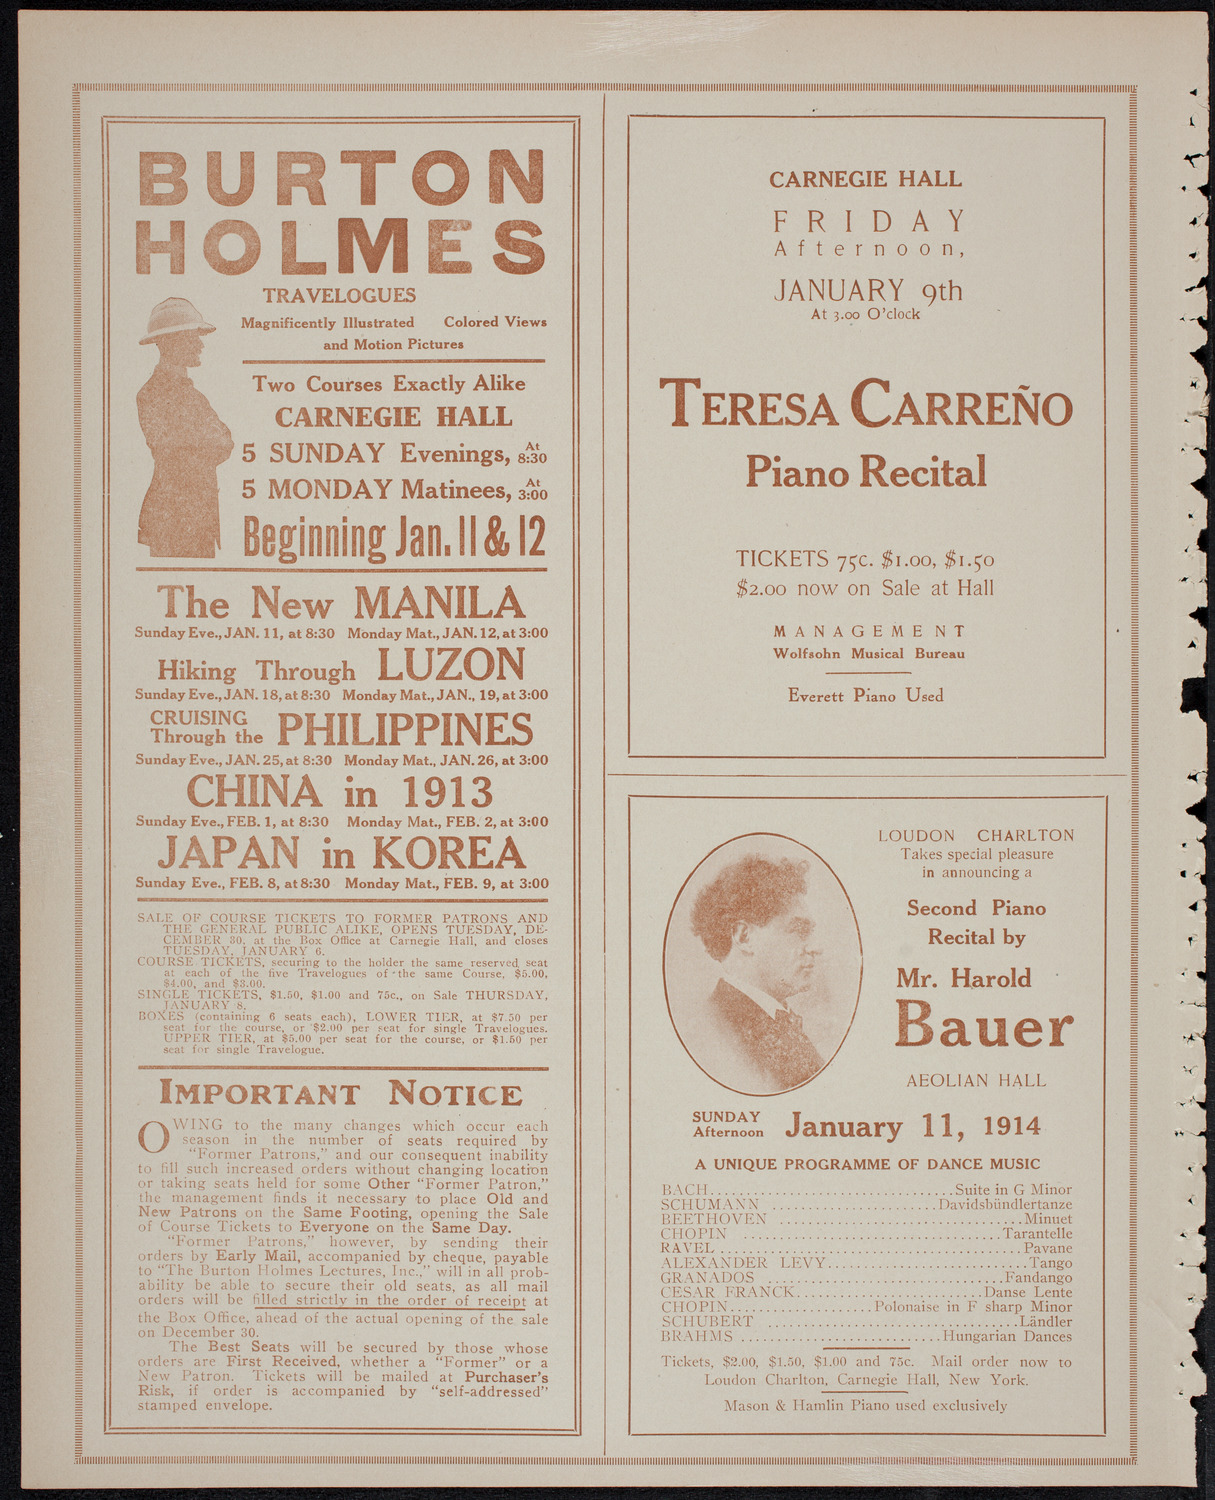 BURTON
HOLMES
TRAVELOGUES
Magnificently Illustrated Colored Views
and Motion Pictures
Two Courses Exactly Alike
CARNEGIE HALL
5 SUNDAY Evenings, At 8:30
5 MONDAY Matinees, At 3:00
Beginning Jan. 11 & 12
The New MANILA
Sunday Eve., JAN. 11, at 8:30 Monday Mat., JAN. 12, at 3:00
Hiking Through LUZON
Sunday Eve., JAN. 18, at 8:30 Monday Mat., JAN., 19, at 3:00
CRUISING
Through the PHILIPPINES
Sunday Eve., JAN. 25, at 8:30 Monday Mat., JAN. 26, at 3:00
CHINA in 1913
Sunday Eve., FEB. 1, at 8:30 Monday Mat., FEB. 2, at 3:00
JAPAN in KOREA
Sunday Eve., FEB. 8, at 8:30 Monday Mat., FEB. 9, at 3:00
SALE OF COURSE TICKETS TO FORMER PATRONS AND
THE GENERAL PUBLIC ALIKE, OPENS TUESDAY, DE-
CEMBER 30, at the Box Office at Carnegie Hall, and closes
TUESDAY, JANUARY 6.
COURSE TICKETS, securing to the holder the same reserved seat
at each of the five Travelogues of the same Course, $5.00,
$4.00, and $3.00.
SINGLE TICKETS, $1.50, $1.00 and 75c., on Sale THURSDAY,
JANUARY 8.
BOXES (containing 6 seats each), LOWER TIER, at $7.50 per
seat for the course, or $2.00 per seat for single Travelogues.
UPPER TIER, at $5.00 per seat for the course, or $1.50 per
seat for single Travelogue.
IMPORTANT NOTICE
OWING to the many changes which occur each
season in the number of seats required by
"Former Patrons," and our consequent inability
to fill such increased orders without changing location
or taking seats held for some Other "Former Patron,"
the management finds it necessary to place Old and
New Patrons on the Same Footing, opening the Sale
of Course Tickets to Everyone on the Same Day.
"Former Patrons," however, by sending their
orders by Early Mail, accompanied by cheque, payable
to "The Burton Holmes Lectures, Inc.," will in all prob-
ability be able to secure their old seats, as all mail
orders will be filled strictly in the order of receipt at
the Box Office, ahead of the actual opening of the sale
on December 30.
The Best Seats will be secured by those whose
orders are First Received, whether a "Former" or a
New Patron. Tickets will be mailed at Purchaser's
Risk, if order is accompanied by "self-addressed"
stamped envelope.
CARNEGIE HALL
FRIDAY
Afternoon,
JANUARY 9th
At 3.00 O'clock
TERESA CARREÑO
Piano Recital
TICKETS 75c. $1.00, $1.50
$2.00 now on Sale at Hall
MANAGEMENT
Wolfsohn Musical Bureau
Everett Piano Used
LOUDON CHARLTON
Takes special pleasure
in announcing a
Second Piano
Recital by
Mr. Harold
Bauer
AEOLIAN HALL
SUNDAY
Afternoon January 11, 1914
A UNIQUE PROGRAMME OF DANCE MUSIC
BACH.................................Suite in G Minor
SCHUMANN ......................Davidsbündlertanze
BEETHOVEN .................................Minuet
CHOPIN ...................................Tarantelle
RAVEL .........................................Pavane
ALEXANDER LEVY...........................Tango
GRANADOS ................................Fandango
CESAR FRANCK.........................Danse Lente
CHOPIN...................Polonaise in F sharp Minor
SCHUBERT ..................................Ländler
BRAHMS ...........................Hungarian Dances
Tickets, $2.00, $1.50, $1.00 and 75c. Mail order now to
Loudon Charlton, Carnegie Hall, New York.
Mason & Hamlin Piano used exclusively